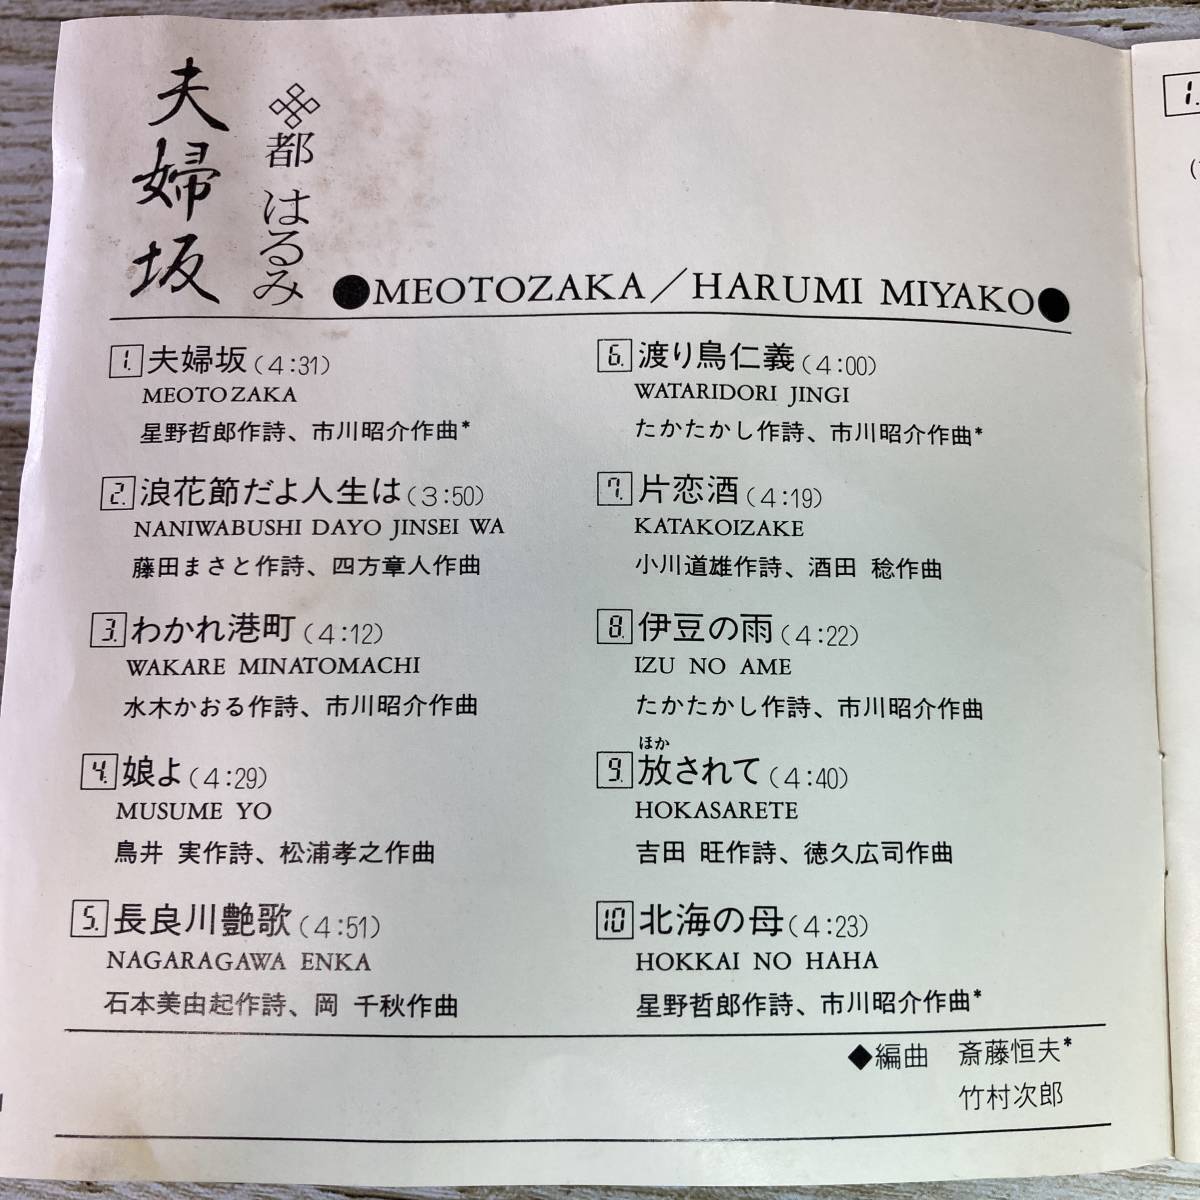 夫婦坂
都 はるみ
●MEOTOZAKA/HARUMI MIYAKO●
1. 夫婦坂(4:31)
MEOTO ZAKA
星野哲郎作詩、市川昭介作曲*
2. 浪花節だよ人生は(3:50)
NANIWABUSHI DAYO JINSEI WA
藤田まさと作詩、四方章人作曲
3. わかれ港町(4:12)
WAKARE MINATOMACHI
水木かおる作詩、市川昭介作曲
4. 娘よ(4:29)
MUSUME YO
鳥井 実作詩、松浦孝之作曲
5. 長良川艶歌(4:51)
NAGARAGAWA ENKA
石本美由起作詩、岡 千秋作曲
6. 渡り鳥仁義(4:00)
WATARIDORI JINGI
たかたかし作詩、市川昭介作曲*
7. 片恋酒(4:19)
KATAKOIZAKE
小川道雄作詩、酒田 稔作曲
8. 伊豆の雨(4:22)
IZU NO AME
たかたかし作詩、市川昭介作曲
ほか
9. 放されて(4:40)
HOKASARETE
吉田 旺作詩、徳久広司作曲
10 北海の母(4:23)
HOKKAI NO HAHA
星野哲郎作詩、市川昭介作曲*
◆編曲 斎藤恒夫*
竹村次郎
1.